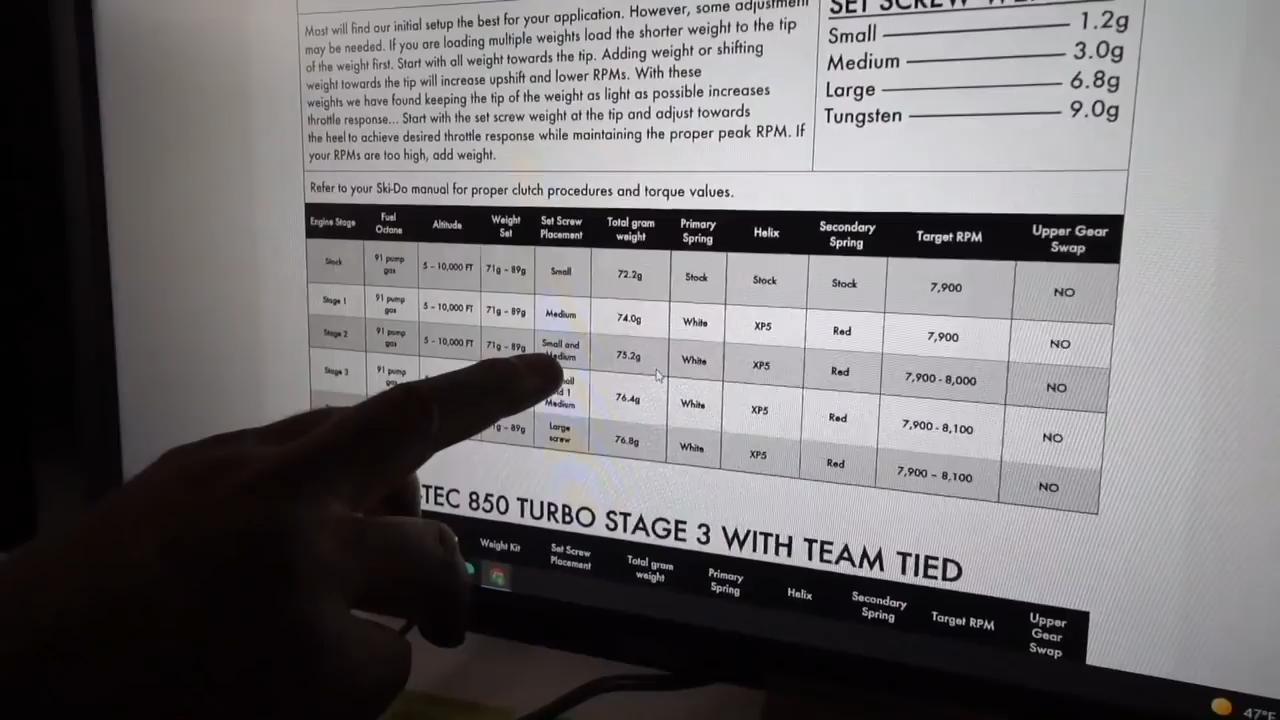 Most will find our initial setup the best for your application. However, some adjustment
may be needed. If you are loading multiple weights load the shorter weight to the tip
of the weight first. Start with all weight towards the tip. Adding weight or shifting
weight towards the tip will increase upshift and lower RPMs. With these
weights we have found keeping the tip of the weight as light as possible increases
throttle response... Start with the set screw weight at the tip and adjust towards
the heel to achieve desired throttle response while maintaining the proper peak RPM. If
your RPMs are too high, add weight.
SET SCREW
Small 1.2g
Medium 3.0g
Large 6.8g
Tungsten 9.0g
Refer to your Ski-Do manual for proper clutch procedures and torque values.
Engine Stage Fuel Octane Altitude Weight Set Set Screw Placement Total gram weight Primary Spring Helix Secondary Spring Target RPM Upper Gear Swap
Stock 91 pump gas 5 - 10,000 FT 71g - 89g Small 72.2g Stock Stock Stock 7,900 NO
Stage 1 91 pump gas 5 - 10,000 FT 71g - 89g Medium 74.0g White XP5 Red 7,900 NO
Stage 2 91 pump gas 5 - 10,000 FT 71g - 89g Small and Medium 75.2g White XP5 Red 7,900 - 8,000 NO
Stage 3 91 pump gas 1 Medium 76.4g White XP5 Red 7,900 - 8,100 NO
- 89g Large screw 76.8g White XP5 Red 7,900 - 8,100 NO
TEC 850 TURBO STAGE 3 WITH TEAM TIED
Weight Kit Set Screw Placement Total gram weight Primary Spring Helix Secondary Spring Target RPM Upper Gear Swap
47°F